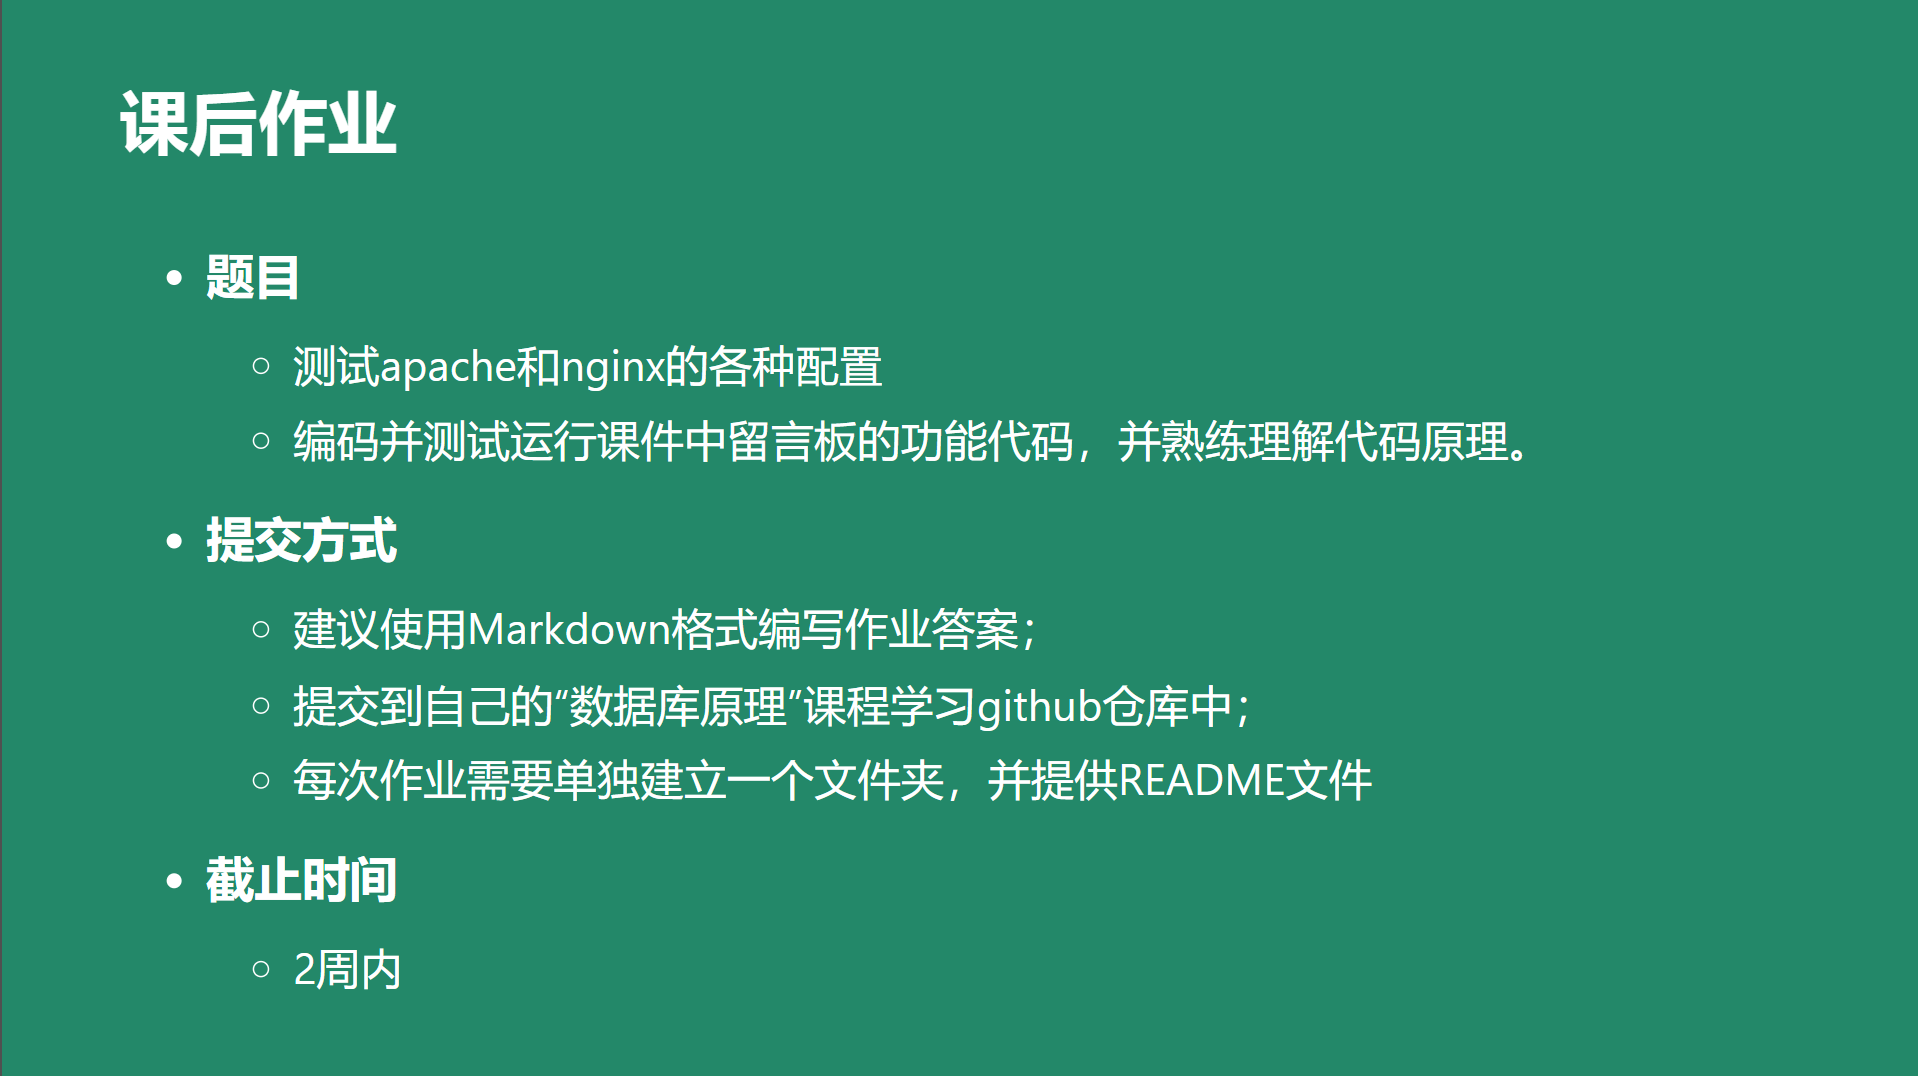 课后作业
题目
测试apache和nginx的各种配置
编码并测试运行课件中留言板的功能代码，并熟练理解代码原理。
提交方式
建议使用Markdown格式编写作业答案；
提交到自己的“数据库原理”课程学习github仓库中；
每次作业需要单独建立一个文件夹，并提供README文件
截止时间
2周内